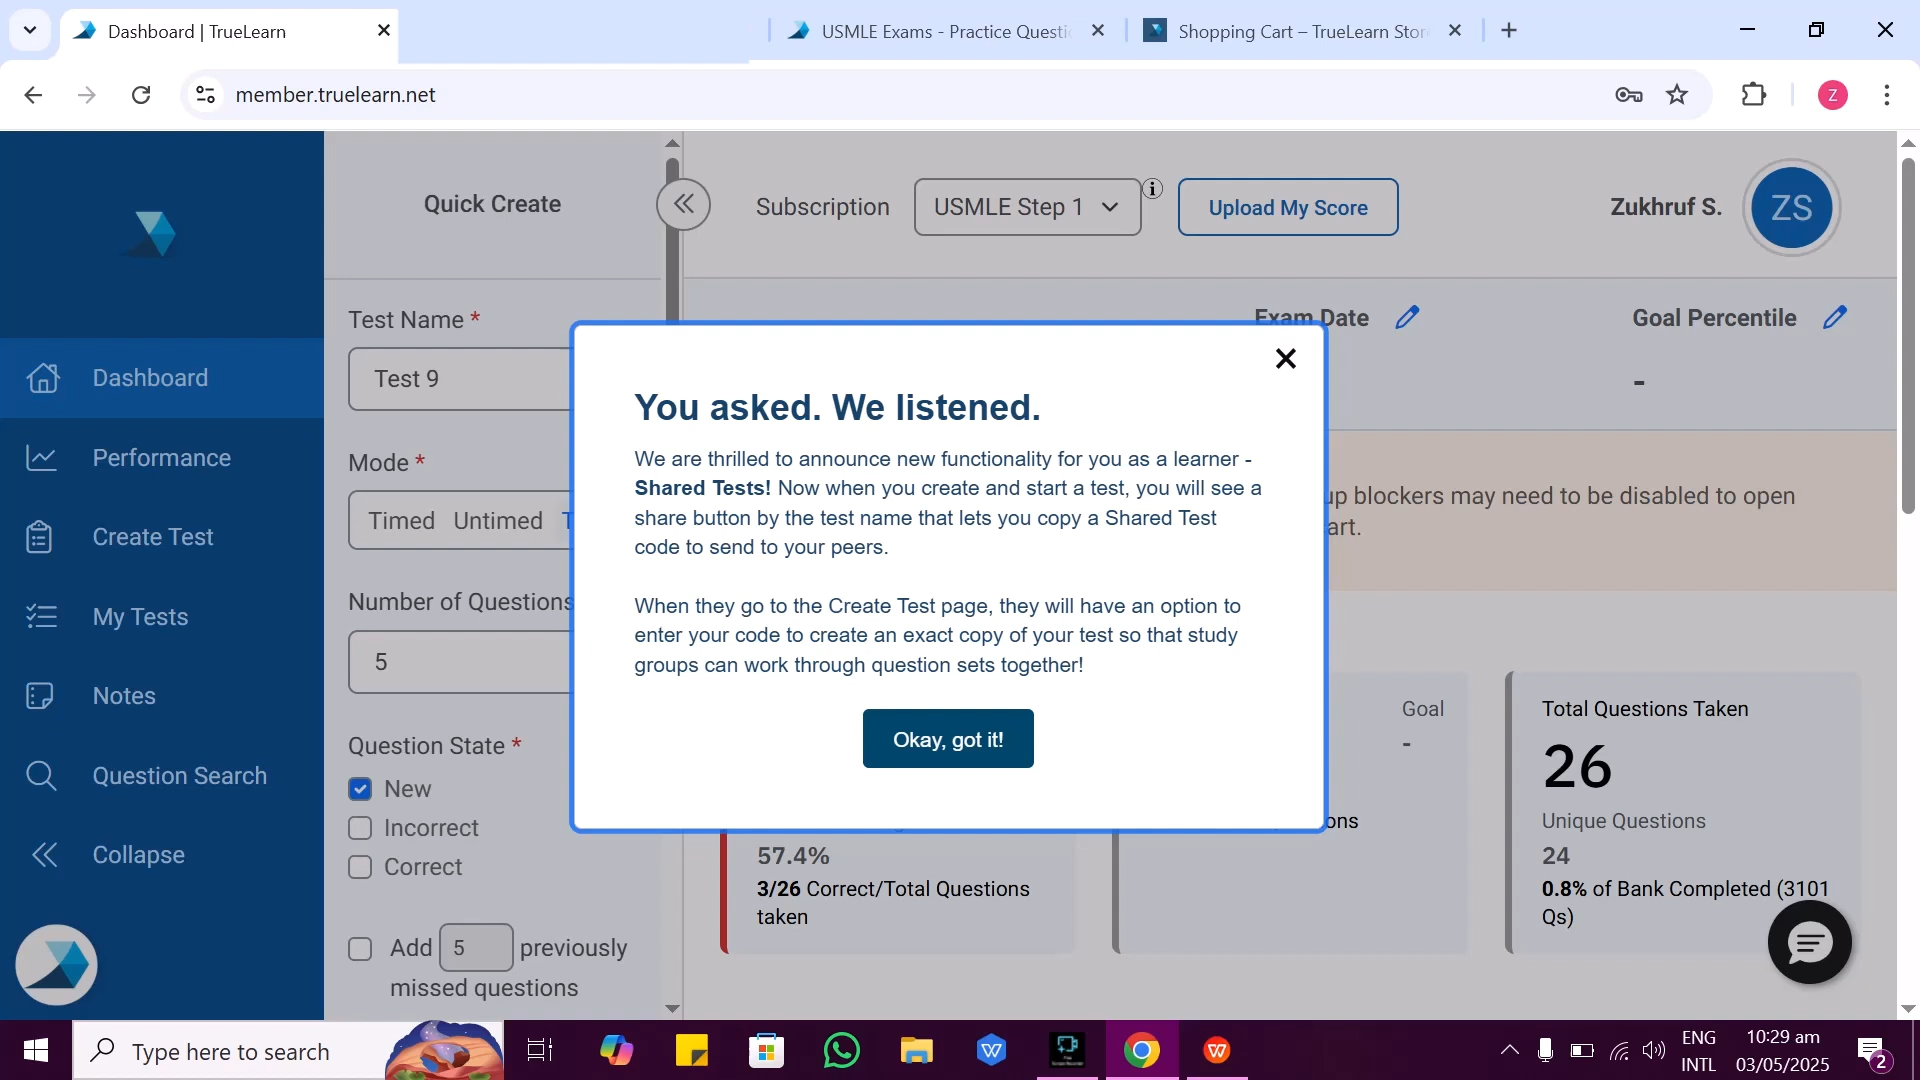 Dashboard | TrueLearn
USMLE Exams - Practice Questi
Shopping Cart – TrueLearn Stor
member.truelearn.net
Z
Quick Create
Subscription
USMLE Step 1
i
Upload My Score
Zukhruf S.
ZS
Test Name *
Test 9
Mode *
Timed Untimed T
Number of Questions
5
Question State *
New
Incorrect
Correct
Add 5 previously
missed questions
Dashboard
Performance
Create Test
My Tests
Notes
Question Search
Collapse
Exam Date
Goal Percentile
-
up blockers may need to be disabled to open
art.
You asked. We listened.
We are thrilled to announce new functionality for you as a learner -
Shared Tests! Now when you create and start a test, you will see a
share button by the test name that lets you copy a Shared Test
code to send to your peers.
When they go to the Create Test page, they will have an option to
enter your code to create an exact copy of your test so that study
groups can work through question sets together!
Okay, got it!
57.4%
3/26 Correct/Total Questions
taken
Goal
-
ons
Total Questions Taken
26
Unique Questions
24
0.8% of Bank Completed (3101
Qs)
Type here to search
ENG
INTL
10:29 am
03/05/2025
2